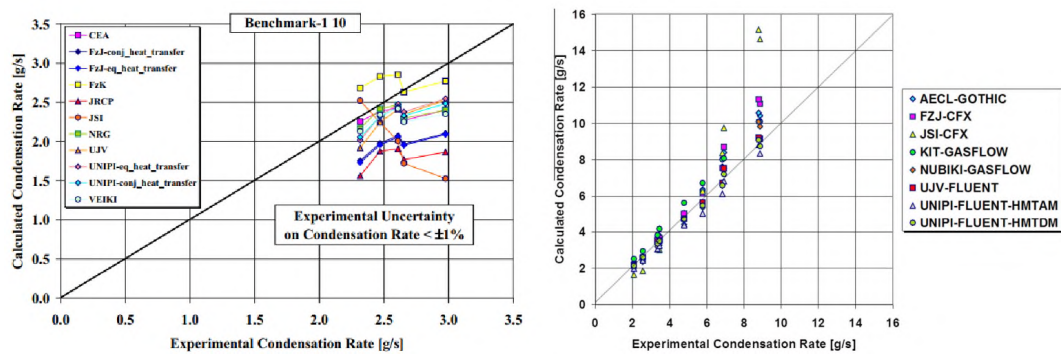 Benchmark-1 10
CEA
FzJ-conj_heat_transfer
FzJ-eq_heat_transfer
FzK
JRCP
JSI
NRG
UJV
UNIPI-eq_heat_transfer
UNIPI-conj_heat_transfer
VEIKI
Experimental Uncertainty
on Condensation Rate < ±1%
Calculated Condensation Rate [g/s]
3.5
3.0
2.5
2.0
1.5
1.0
0.5
0.0
0.0 0.5 1.0 1.5 2.0 2.5 3.0 3.5
Experimental Condensation Rate [g/s]
Calculated Condensation Rate [g/s]
16
14
12
10
8
6
4
2
0
0 2 4 6 8 10 12 14 16
Experimental Condensation Rate [g/s]
AECL-GOTHIC
FZJ-CFX
JSI-CFX
KIT-GASFLOW
NUBIKI-GASFLOW
UJV-FLUENT
UNIPI-FLUENT-HMTAM
UNIPI-FLUENT-HMTDM